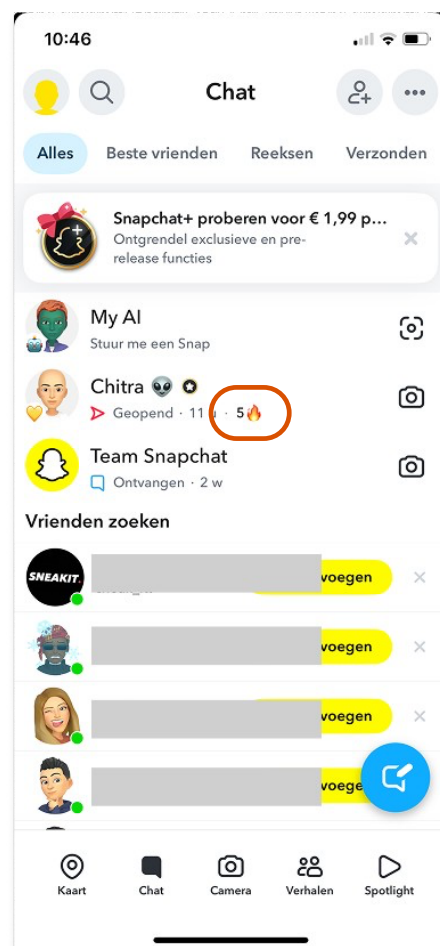 10:46
Chat
Alles
Beste vrienden
Reeksen
Verzonden
Snapchat+ proberen voor € 1,99 p...
Ontgrendel exclusieve en pre-
release functies
My AI
Stuur me een Snap
Chitra
Geopend · 11 · 5
Team Snapchat
Ontvangen · 2 w
Vrienden zoeken
SNEAKIT.
voegen
voegen
voegen
voege
Kaart
Chat
Camera
Verhalen
Spotlight